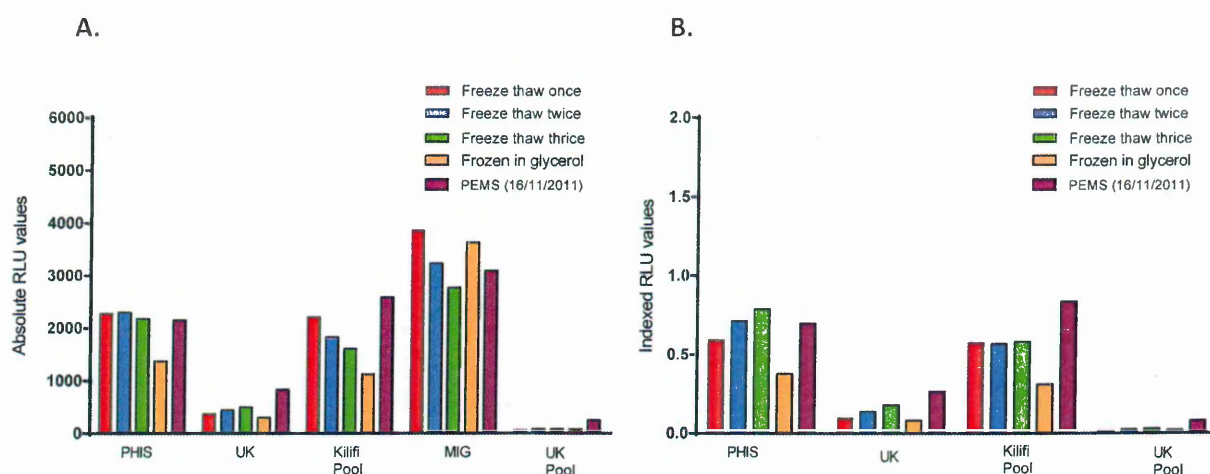 A.
Freeze thaw once
Freeze thaw twice
Freeze thaw thrice
Frozen in glycerol
PEMS (16/11/2011)
Absolute RLU values
6000
5000
4000
3000
2000
1000
0
PHIS
UK
Kilifi
Pool
MIG
UK
Pool
B.
Freeze thaw once
Freeze thaw twice
Freeze thaw thrice
Frozen in glycerol
PEMS (16/11/2011)
Indexed RLU values
2.0
1.5
1.0
0.5
0.0
PHIS
UK
Kilifi
Pool
UK
Pool